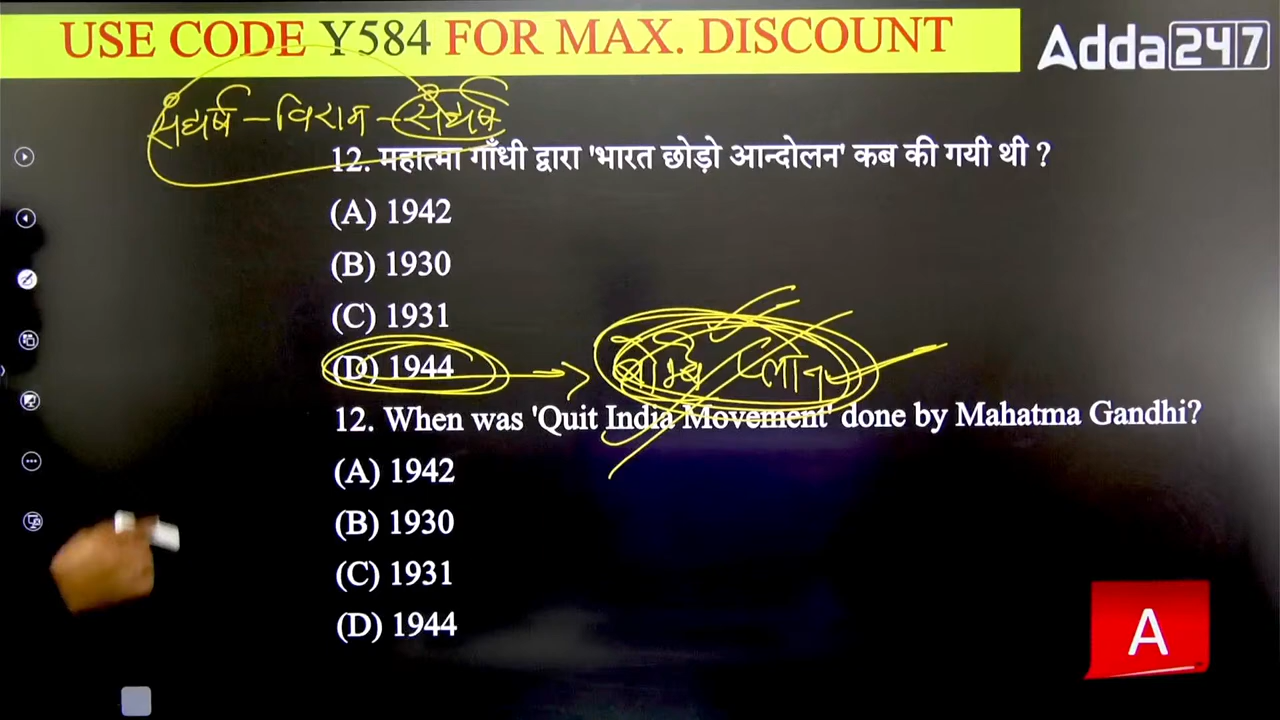 USE CODE Y584 FOR MAX. DISCOUNT
Adda247
संघर्ष - विराम - संघर्ष
12. महात्मा गाँधी द्वारा 'भारत छोड़ो आन्दोलन' कब की गयी थी ?
(A) 1942
(B) 1930
(C) 1931
(D) 1944
प्लान
12. When was 'Quit India Movement' done by Mahatma Gandhi?
(A) 1942
(B) 1930
(C) 1931
(D) 1944
A